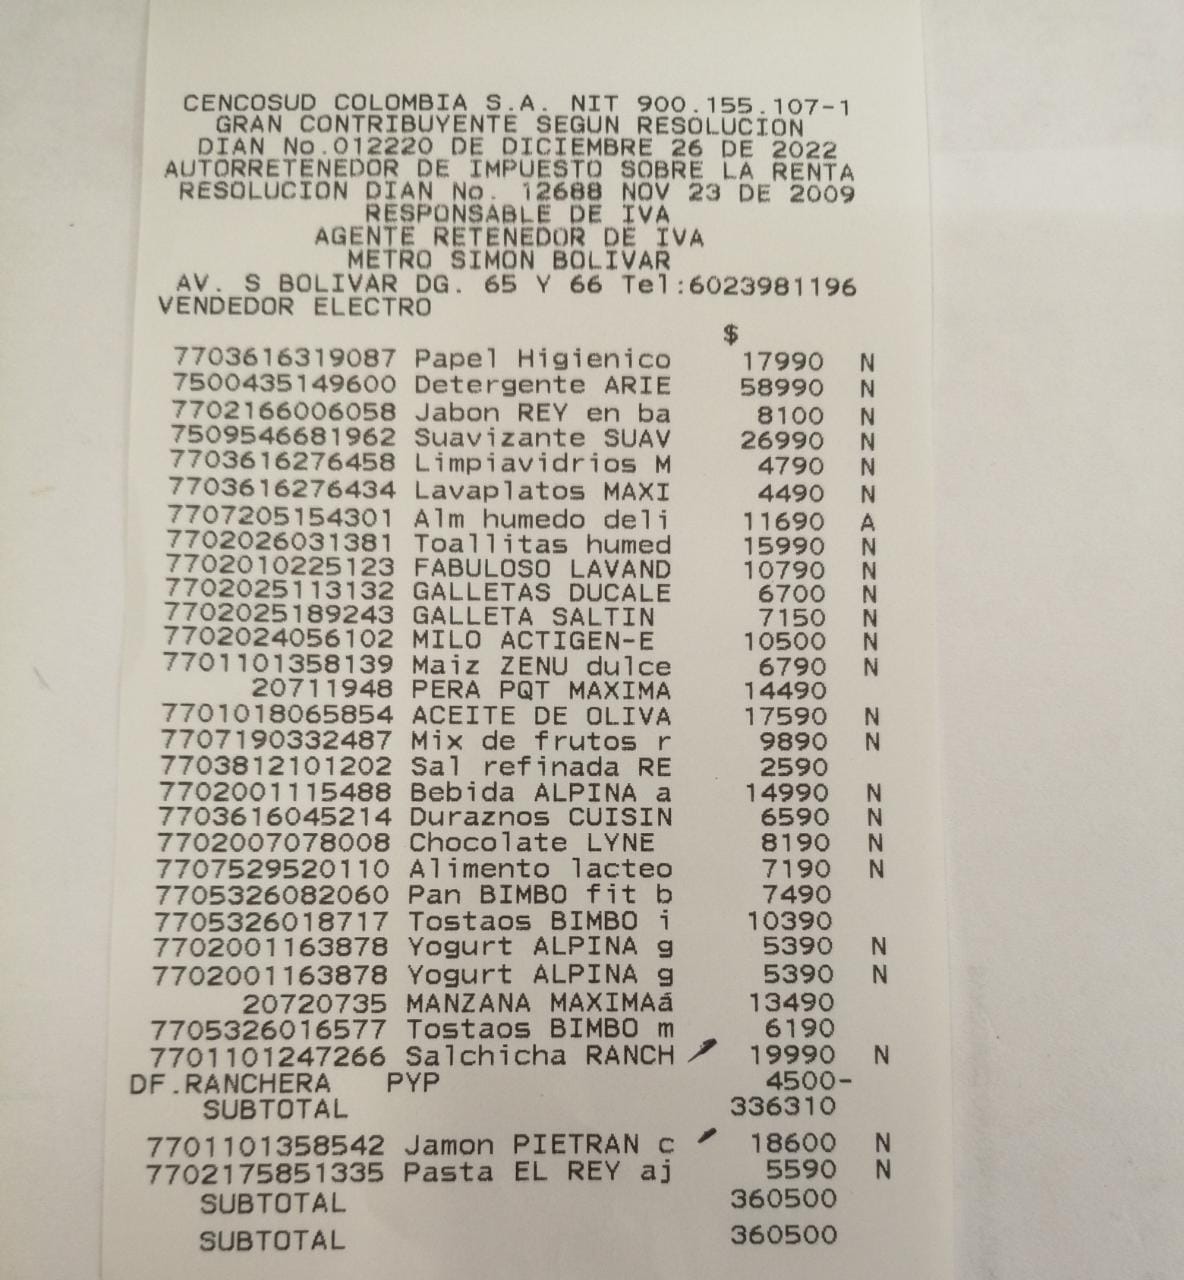 CENCOSUD COLOMBIA S.A. NIT 900.155.107-1
GRAN CONTRIBUYENTE SEGUN RESOLUCION
DIAN No.012220 DE DICIEMBRE 26 DE 2022
AUTORRETENEDOR DE IMPUESTO SOBRE LA RENTA
RESOLUCION DIAN No. 12688 NOV 23 DE 2009
RESPONSABLE DE IVA
AGENTE RETENEDOR DE IVA
METRO SIMON BOLIVAR
AV. S BOLIVAR DG. 65 Y 66 Tel:6023981196
VENDEDOR ELECTRO
$
7703616319087 Papel Higienico 17990 N
7500435149600 Detergente ARIE 58990 N
7702166006058 Jabon REY en ba 8100 N
7509546681962 Suavizante SUAV 26990 N
7703616276458 Limpiavidrios M 4790 N
7703616276434 Lavaplatos MAXI 4490 N
7707205154301 Alm humedo deli 11690 A
7702026031381 Toallitas humed 15990 N
7702010225123 FABULOSO LAVAND 10790 N
7702025113132 GALLETAS DUCALE 6700 N
7702025189243 GALLETA SALTIN 7150 N
7702024056102 MILO ACTIGEN-E 10500 N
7701101358139 Maiz ZENU dulce 6790 N
20711948 PERA PQT MAXIMA 14490
7701018065854 ACEITE DE OLIVA 17590 N
7707190332487 Mix de frutos r 9890 N
7703812101202 Sal refinada RE 2590
7702001115488 Bebida ALPINA a 14990 N
7703616045214 Duraznos CUISIN 6590 N
7702007078008 Chocolate LYNE 8190 N
7707529520110 Alimento lacteo 7190 N
7705326082060 Pan BIMBO fit b 7490
7705326018717 Tostaos BIMBO i 10390
7702001163878 Yogurt ALPINA g 5390 N
7702001163878 Yogurt ALPINA g 5390 N
20720735 MANZANA MAXIMAá 13490
7705326016577 Tostaos BIMBO m 6190
7701101247266 Salchicha RANCH 19990 N
DF.RANCHERA PYP 4500-
SUBTOTAL 336310
7701101358542 Jamon PIETRAN c 18600 N
7702175851335 Pasta EL REY aj 5590 N
SUBTOTAL 360500
SUBTOTAL 360500